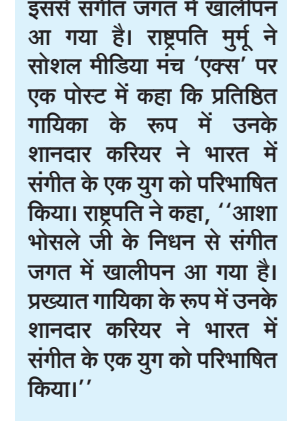 इससे संगीत जगत में खालीपन
आ गया है। राष्ट्रपति मुर्मू ने
सोशल मीडिया मंच ‘एक्स’ पर
एक पोस्ट में कहा कि प्रतिष्ठित
गायिका के रूप में उनके
शानदार करियर ने भारत में
संगीत के एक युग को परिभाषित
किया। राष्ट्रपति ने कहा, ‘‘आशा
भोसले जी के निधन से संगीत
जगत में खालीपन आ गया है।
प्रख्यात गायिका के रूप में उनके
शानदार करियर ने भारत में
संगीत के एक युग को परिभाषित
किया।’’